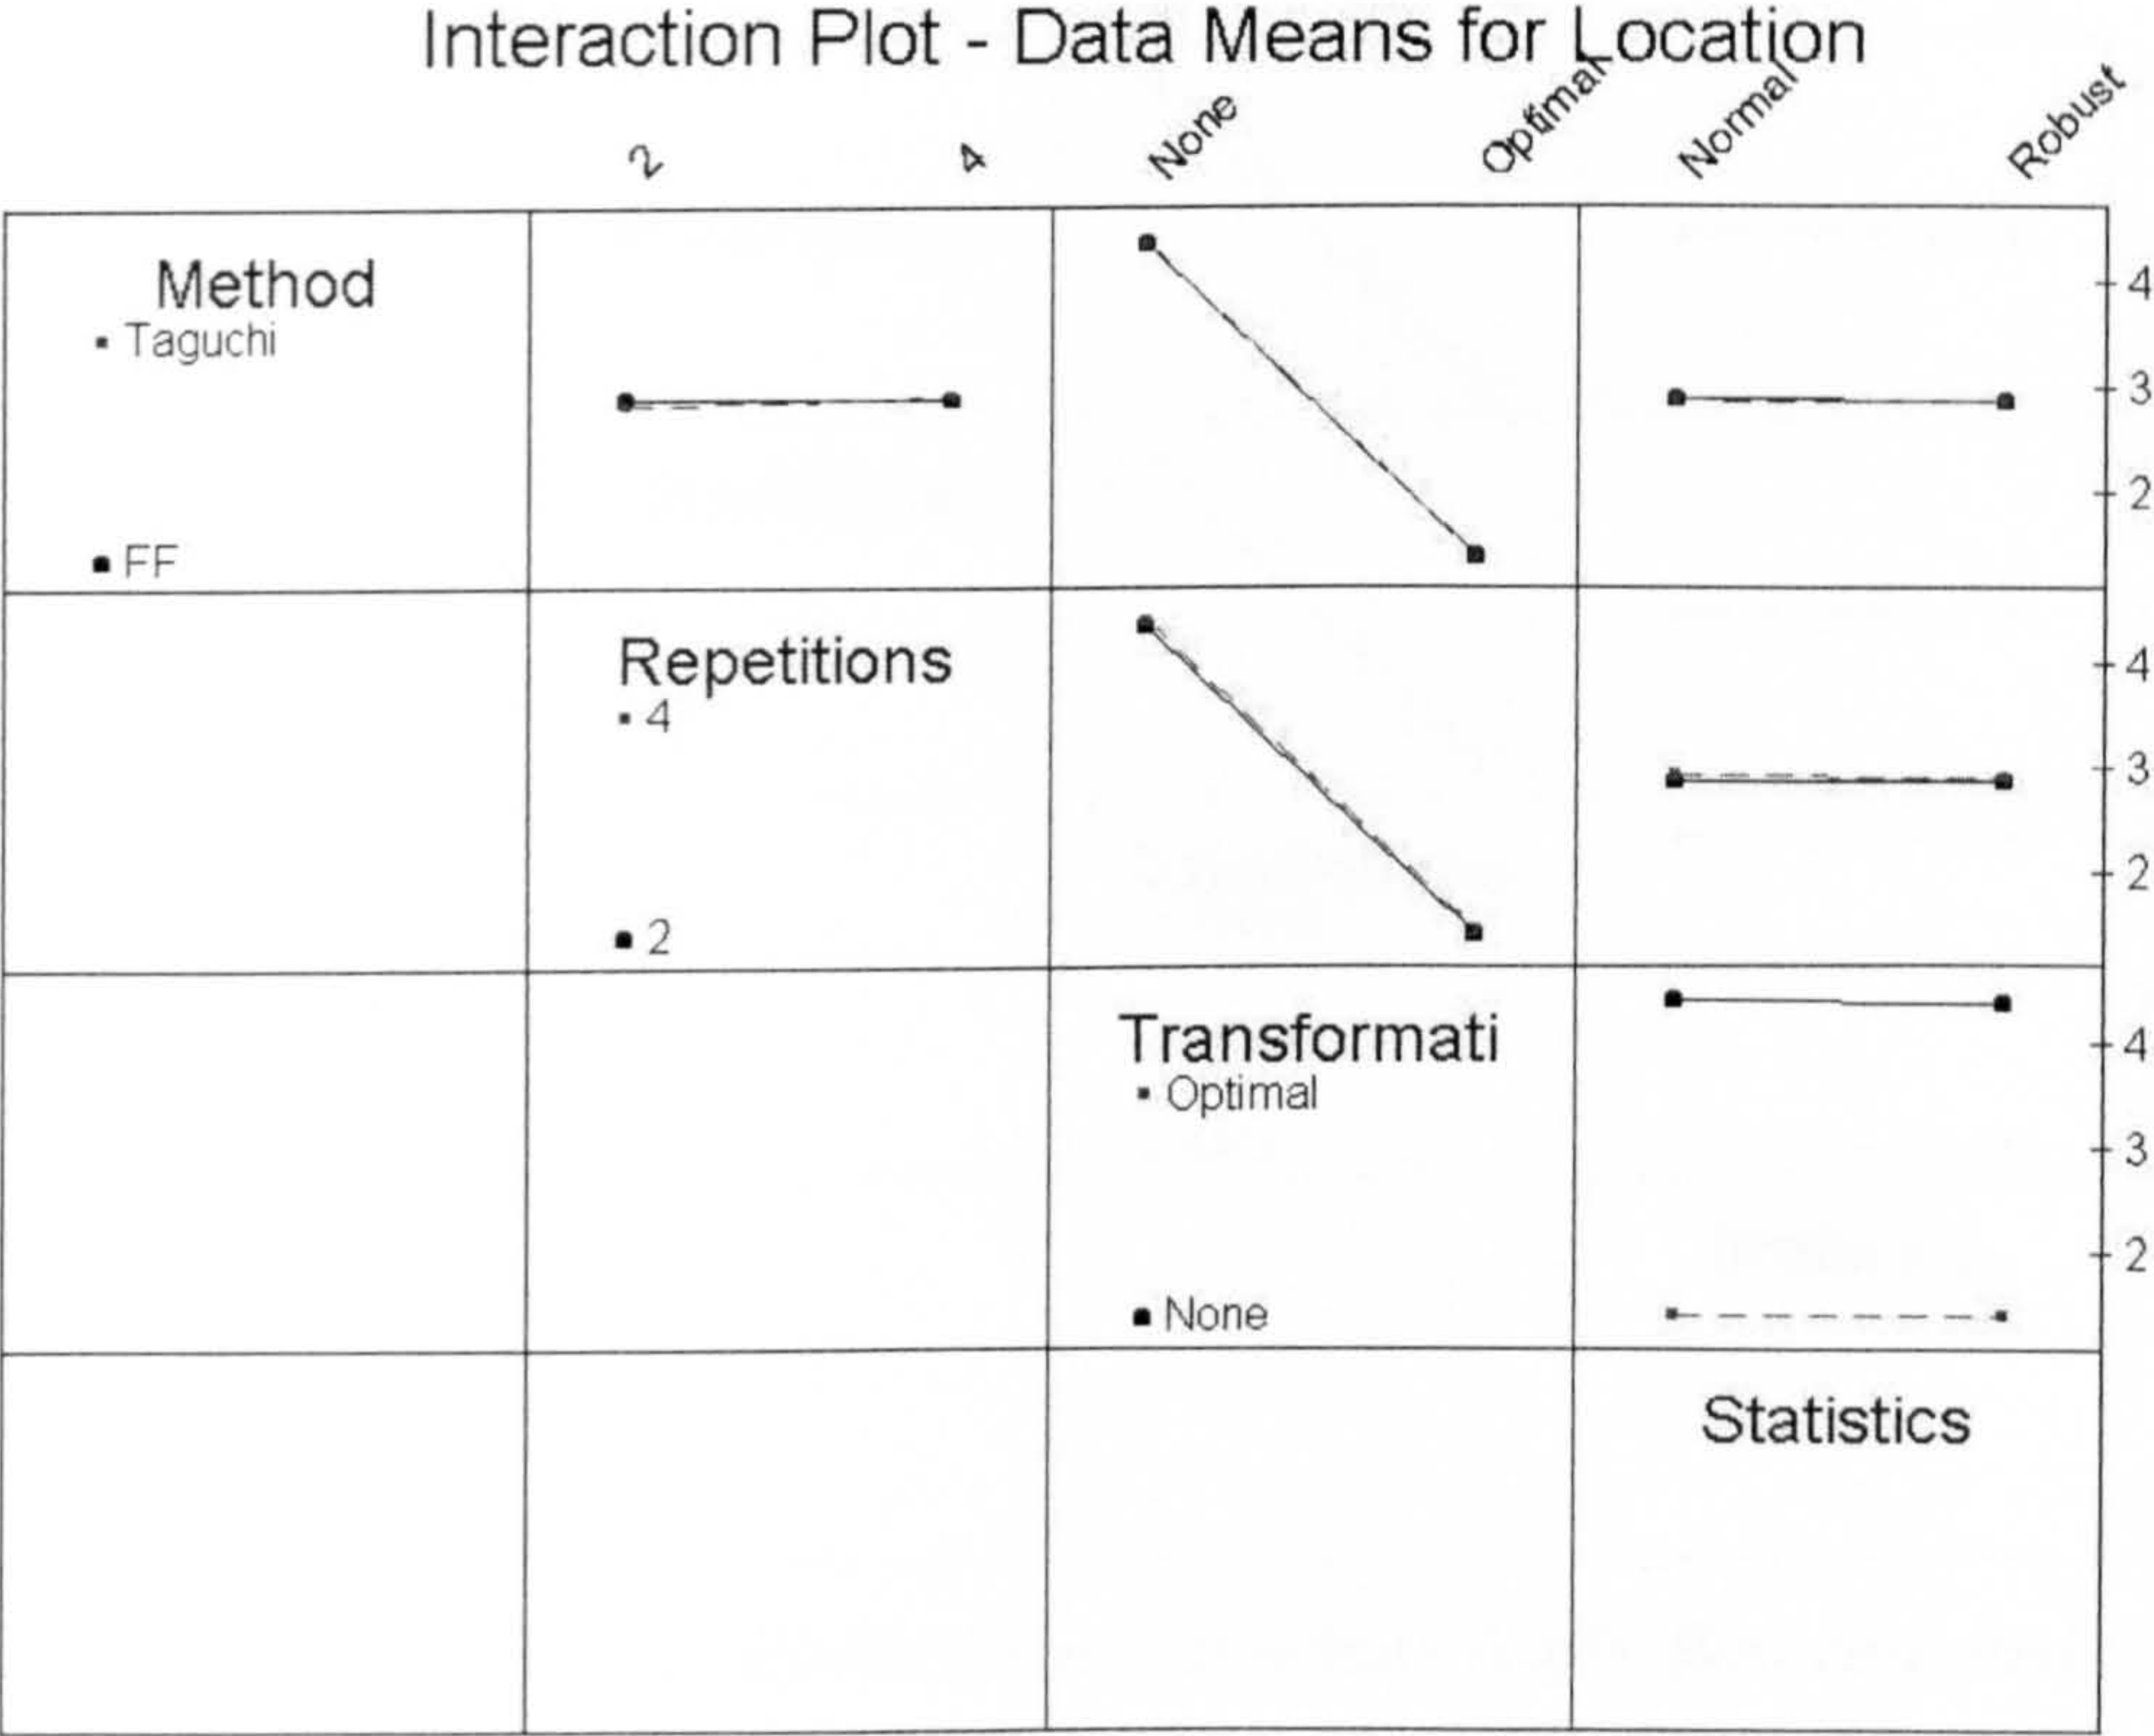 Interaction Plot - Data Means for Location
2 4 None Optimal Normal Robust
Method
Taguchi
FF
4
3
2
Repetitions
4
2
4
3
2
Transformati
Optimal
None
4
3
2
Statistics